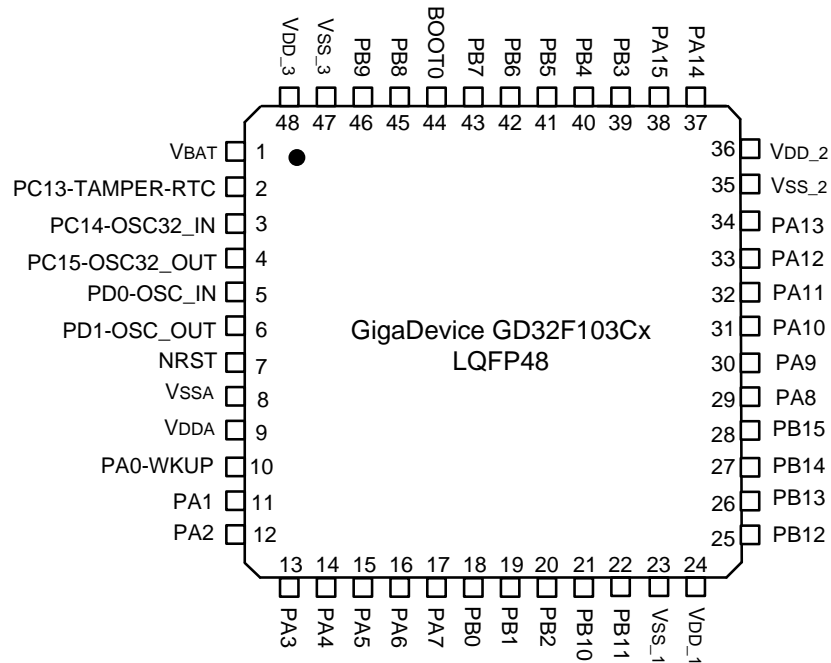 VDD_3 VSS_3 PB9 PB8 BOOT0 PB7 PB6 PB5 PB4 PB3 PA15 PA14
48 47 46 45 44 43 42 41 40 39 38 37
VBAT 1
PC13-TAMPER-RTC 2
PC14-OSC32_IN 3
PC15-OSC32_OUT 4
PD0-OSC_IN 5
PD1-OSC_OUT 6
NRST 7
VSSA 8
VDDA 9
PA0-WKUP 10
PA1 11
PA2 12
GigaDevice GD32F103Cx
LQFP48
36 VDD_2
35 VSS_2
34 PA13
33 PA12
32 PA11
31 PA10
30 PA9
29 PA8
28 PB15
27 PB14
26 PB13
25 PB12
13 14 15 16 17 18 19 20 21 22 23 24
PA3 PA4 PA5 PA6 PA7 PB0 PB1 PB2 PB10 PB11 VSS_1 VDD_1